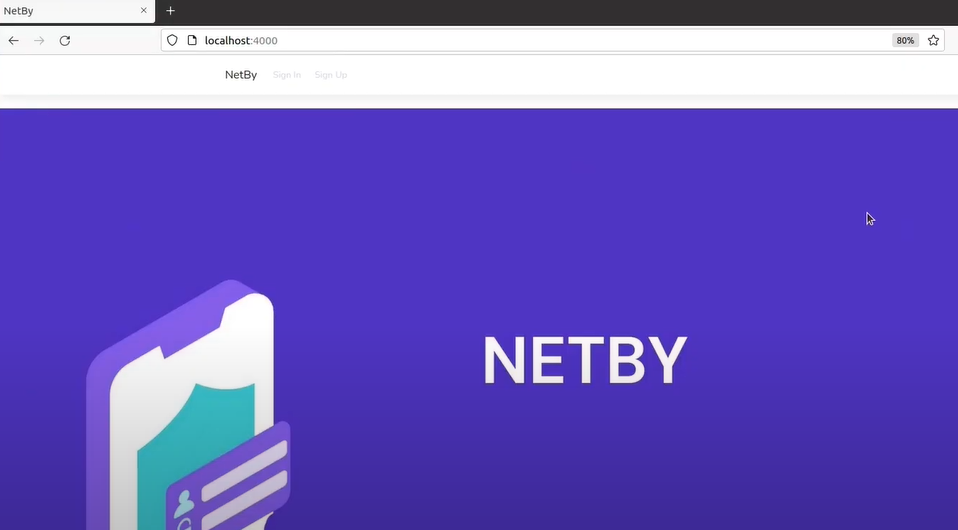 NetBy
localhost:4000
80%
NetBy Sign In Sign Up
NETBY